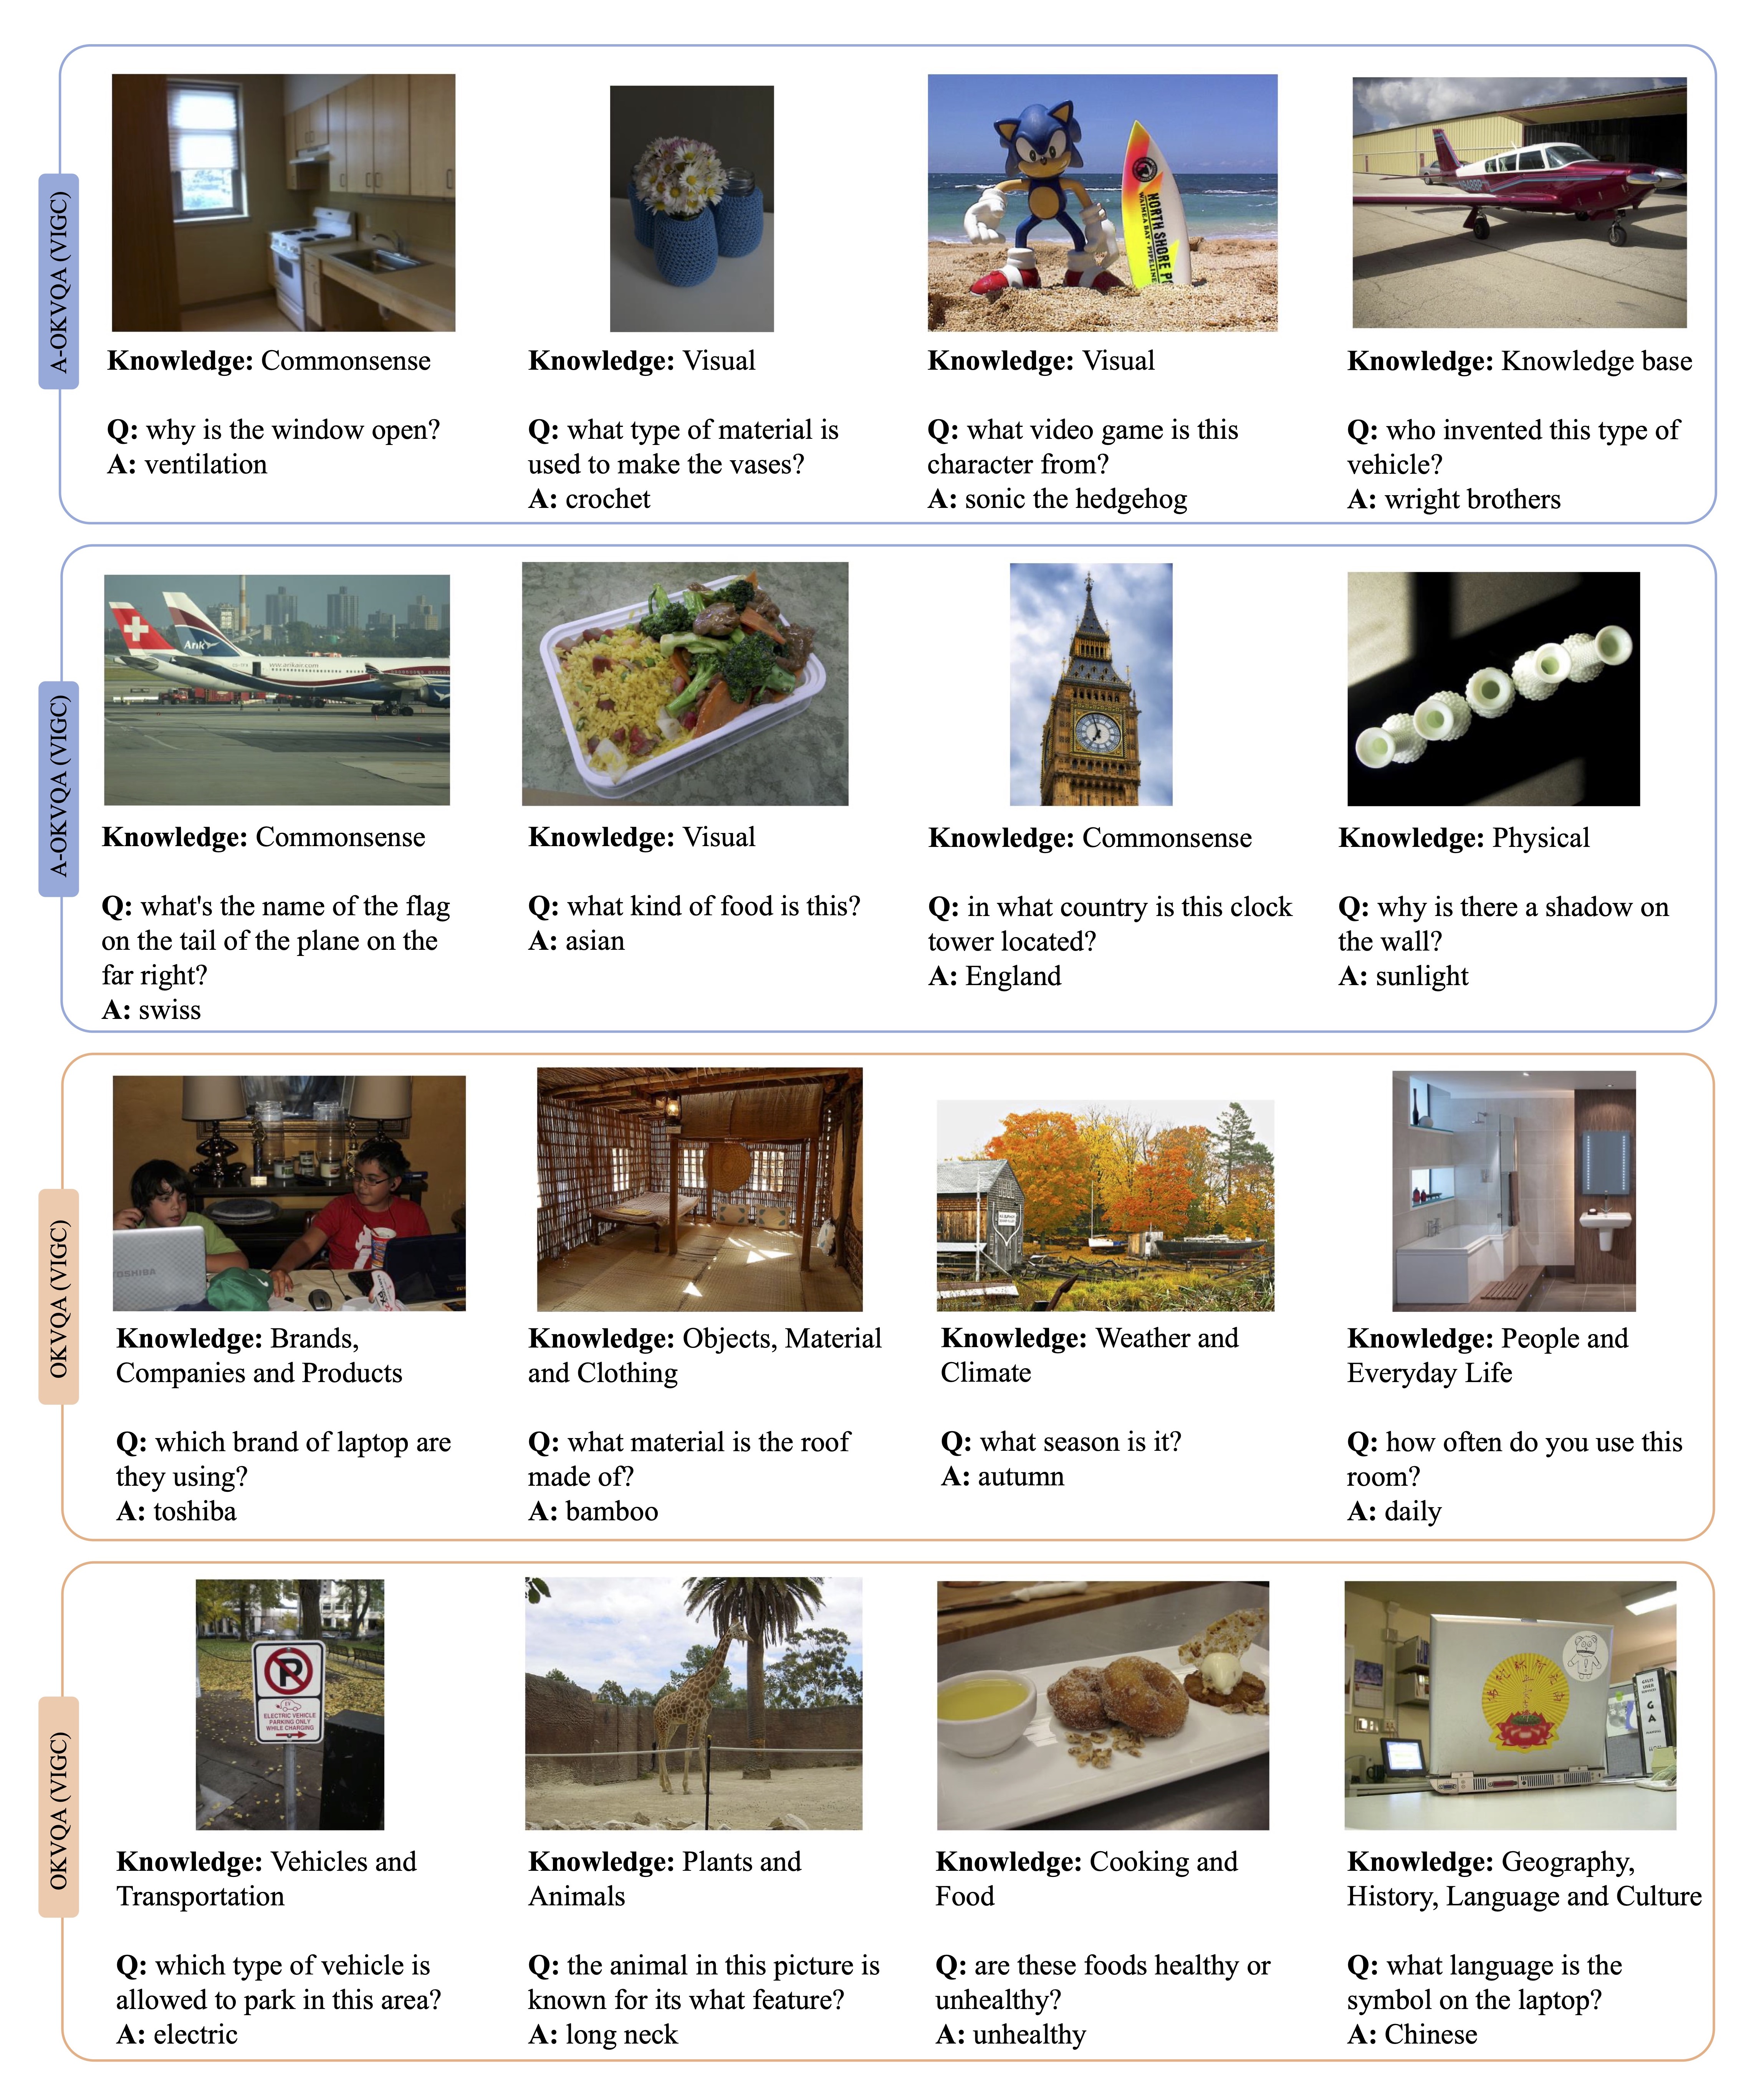 A-OKVQA (VIGC)
NORTH SHORE
WAIMEA BAY • PIPELINE
Knowledge: Commonsense
Q: why is the window open?
A: ventilation
Knowledge: Visual
Q: what type of material is
used to make the vases?
A: crochet
Knowledge: Visual
Q: what video game is this
character from?
A: sonic the hedgehog
Knowledge: Knowledge base
Q: who invented this type of
vehicle?
A: wright brothers
A-OKVQA (VIGC)
Arik
www.arikair.com
Knowledge: Commonsense
Q: what's the name of the flag
on the tail of the plane on the
far right?
A: swiss
Knowledge: Visual
Q: what kind of food is this?
A: asian
Knowledge: Commonsense
Q: in what country is this clock
tower located?
A: England
Knowledge: Physical
Q: why is there a shadow on
the wall?
A: sunlight
OKVQA (VIGC)
TOSHIBA
Knowledge: Brands,
Companies and Products
Q: which brand of laptop are
they using?
A: toshiba
Knowledge: Objects, Material
and Clothing
Q: what material is the roof
made of?
A: bamboo
Knowledge: Weather and
Climate
Q: what season is it?
A: autumn
Knowledge: People and
Everyday Life
Q: how often do you use this
room?
A: daily
OKVQA (VIGC)
P
EV
ELECTRIC VEHICLE
PARKING ONLY
WHILE CHARGING
Knowledge: Vehicles and
Transportation
Q: which type of vehicle is
allowed to park in this area?
A: electric
Knowledge: Plants and
Animals
Q: the animal in this picture is
known for its what feature?
A: long neck
Knowledge: Cooking and
Food
Q: are these foods healthy or
unhealthy?
A: unhealthy
G
A
Knowledge: Geography,
History, Language and Culture
Q: what language is the
symbol on the laptop?
A: Chinese